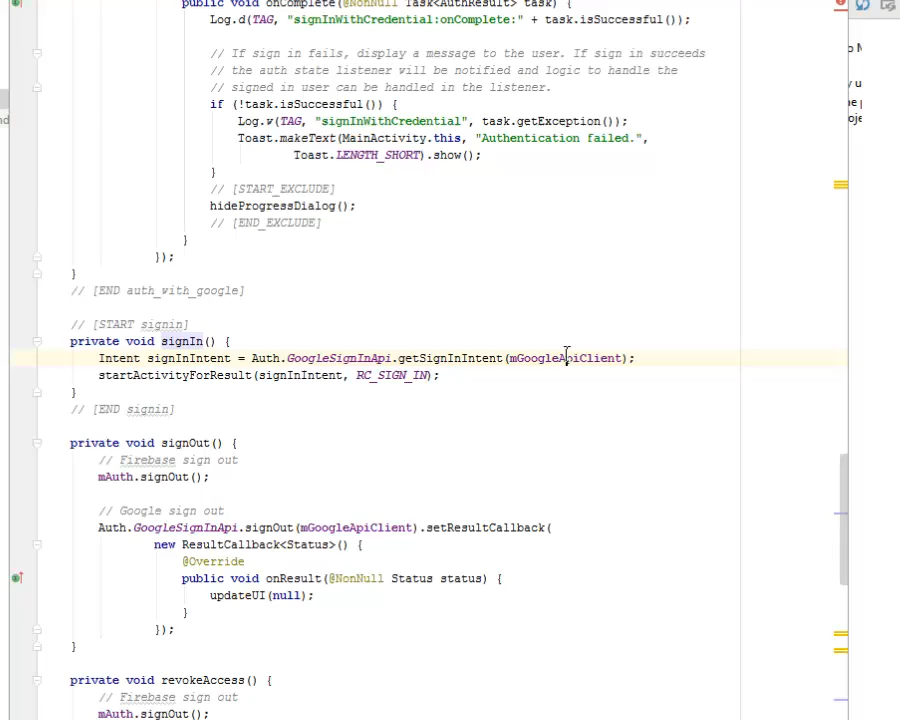 public void onComplete(@NonNull Task<AuthResult> task) {
Log.d(TAG, "signInWithCredential:onComplete:" + task.isSuccessful());
// If sign in fails, display a message to the user. If sign in succeeds
// the auth state listener will be notified and logic to handle the
// signed in user can be handled in the listener.
if (!task.isSuccessful()) {
Log.w(TAG, "signInWithCredential", task.getException());
Toast.makeText(MainActivity.this, "Authentication failed.",
Toast.LENGTH_SHORT).show();
}
// [START_EXCLUDE]
hideProgressDialog();
// [END_EXCLUDE]
}
});
}
// [END auth_with_google]
// [START signin]
private void signIn() {
Intent signInIntent = Auth.GoogleSignInApi.getSignInIntent(mGoogleApiClient);
startActivityForResult(signInIntent, RC_SIGN_IN);
}
// [END signin]
private void signOut() {
// Firebase sign out
mAuth.signOut();
// Google sign out
Auth.GoogleSignInApi.signOut(mGoogleApiClient).setResultCallback(
new ResultCallback<Status>() {
@Override
public void onResult(@NonNull Status status) {
updateUI(null);
}
});
}
private void revokeAccess() {
// Firebase sign out
mAuth.signOut();